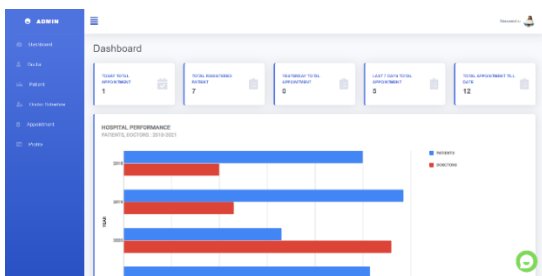 ADMIN
Dashboard
Doctor
Patient
Doctor Schedule
Appointment
Profile
Dashboard
TODAY TOTAL
APPOINTMENT
1
TOTAL REGISTERED
PATIENT
7
YESTERDAY TOTAL
APPOINTMENT
0
LAST 7 DAYS TOTAL
APPOINTMENT
3
TOTAL APPOINTMENT TILL
DATE
12
HOSPITAL PERFORMANCE
PATIENTS, DOCTORS : 2018-2021
PATIENTS
DOCTORS
2018
2019
YEAR
2020